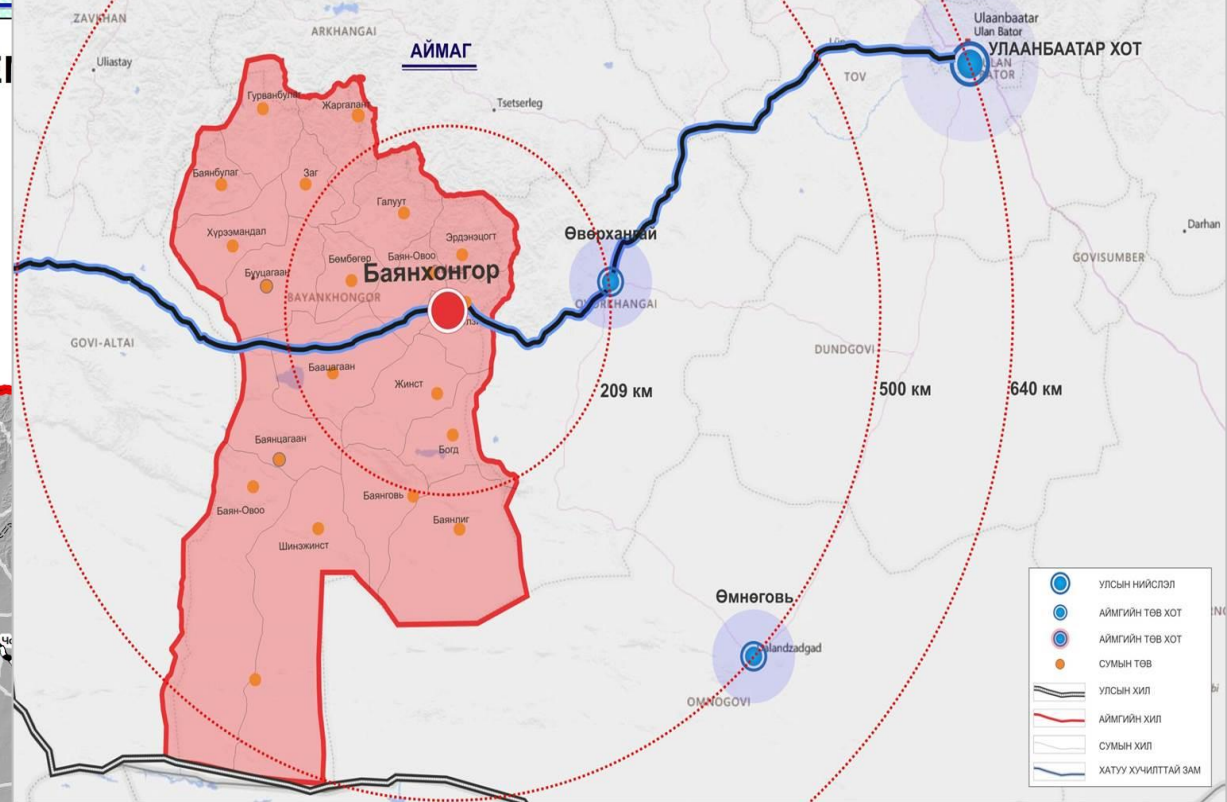 ZAVKHAN
ARKHANGAI
АЙМАГ
Ulaanbaatar
Ulan Bator
УЛААНБААТАР ХОТ
ULAN
BATOR
Uliastay
TOV
Гурванбулаг
Жаргалант
Tsetserleg
Баянбулаг
Заг
Галуут
Хүрээмандал
Эрдэнэцогт
Өвөрхангай
Darhan
Бөмбөгөр
Баян-Овоо
GOVISUMBER
Бууцагаан
Баянхонгор
BAYANKHONGOR
GOVI-ALTAI
DUNDGOVI
Баацагаан
Жинст
209 км
500 км
640 км
Баянцагаан
Богд
Баянговь
Баян-Овоо
Баянлиг
Шинэжинст
Өмнөговь
OMNOGOVI
УЛСЫН НИЙСЛЭЛ
АЙМГИЙН ТӨВ ХОТ
АЙМГИЙН ТӨВ ХОТ
СУМЫН ТӨВ
УЛСЫН ХИЛ
АЙМГИЙН ХИЛ
СУМЫН ХИЛ
ХАТУУ ХУЧИЛТТАЙ ЗАМ